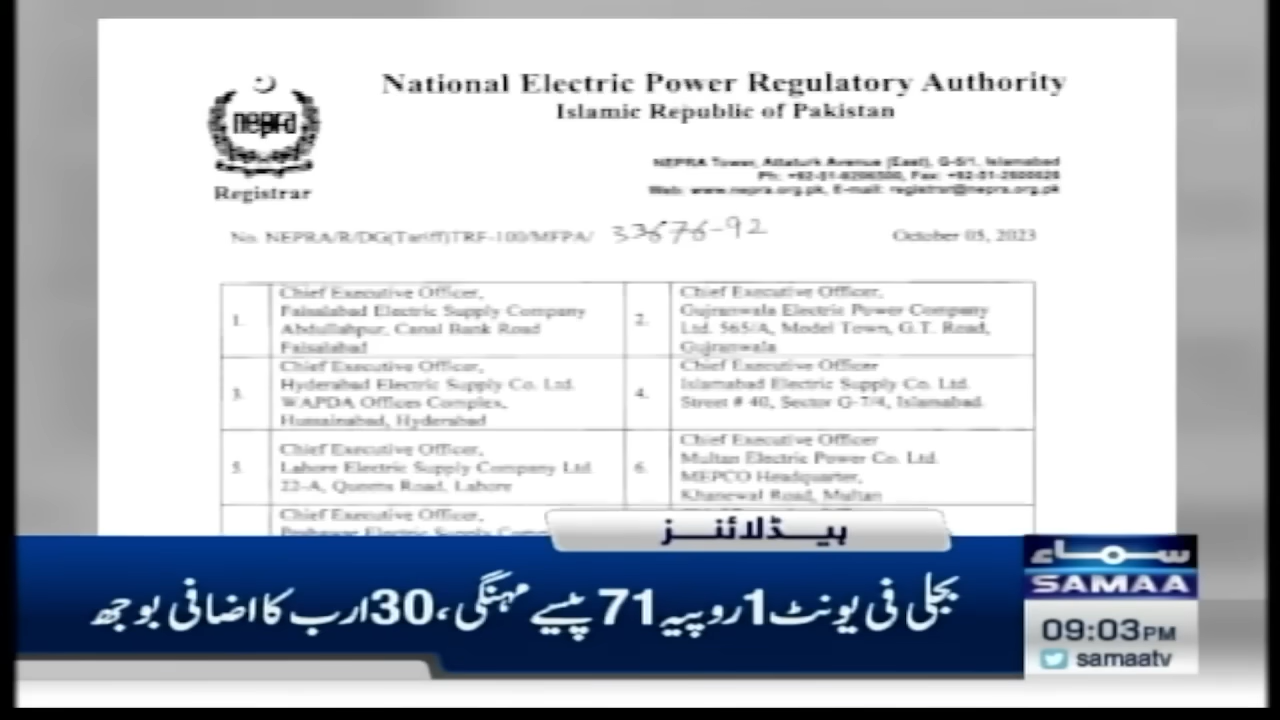 nepra
Registrar
National Electric Power Regulatory Authority
Islamic Republic of Pakistan
NEPRA Tower, Attaturk Avenue (East), G-5/1, Islamabad
Web: www.nepra.org.pk, E-mail: registrar@nepra.org.pk
No. NEPRA/R/DG(Tariff)TRF-100/MFPA/ 33676-92
October 05, 2023
1.
Chief Executive Officer,
Faisalabad Electric Supply Company
Abdullahpur, Canal Bank Road
Faisalabad
2.
Chief Executive Officer,
Gujranwala Electric Power Company
Ltd. 565/A, Model Town, G.T. Road,
Gujranwala
3.
Chief Executive Officer,
Hyderabad Electric Supply Co. Ltd.
WAPDA Offices Complex,
Hussainabad, Hyderabad
4.
Chief Executive Officer
Islamabad Electric Supply Co. Ltd.
Street # 40, Sector G-7/4, Islamabad.
5.
Chief Executive Officer,
Lahore Electric Supply Company Ltd.
22-A, Queens Road, Lahore
6.
Chief Executive Officer
Multan Electric Power Co. Ltd.
MEPCO Headquarter,
Khanewal Road, Multan
Chief Executive Officer,
Peshawar Electric Supply
ہیڈلائنز
بجلی فی یونٹ 1 روپیہ 71 پیسے مہنگی، 30 ارب کا اضافی بوجھ
سماء
SAMAA
09:03 PM
samaatv